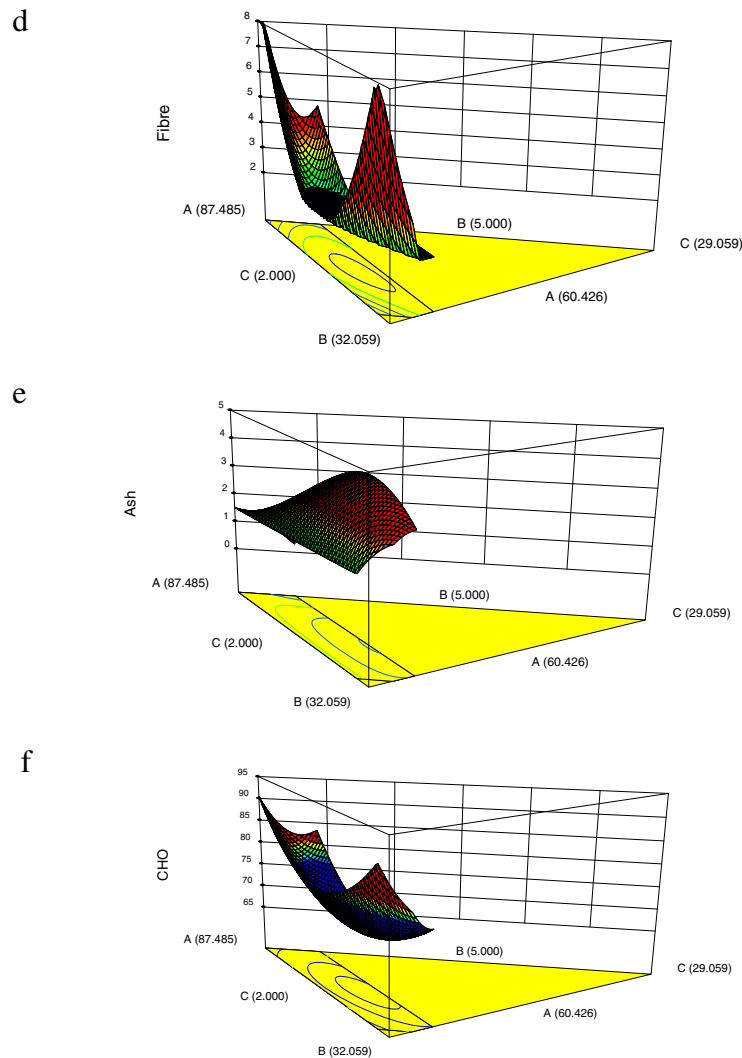 d
8
7
6
5
4
3
2
Fibre
A (87.485)
B (5.000)
C (29.059)
C (2.000)
A (60.426)
B (32.059)
e
5
4
3
2
1
0
Ash
A (87.485)
B (5.000)
C (29.059)
C (2.000)
A (60.426)
B (32.059)
f
95
90
85
80
75
70
65
CHO
A (87.485)
B (5.000)
C (29.059)
C (2.000)
A (60.426)
B (32.059)